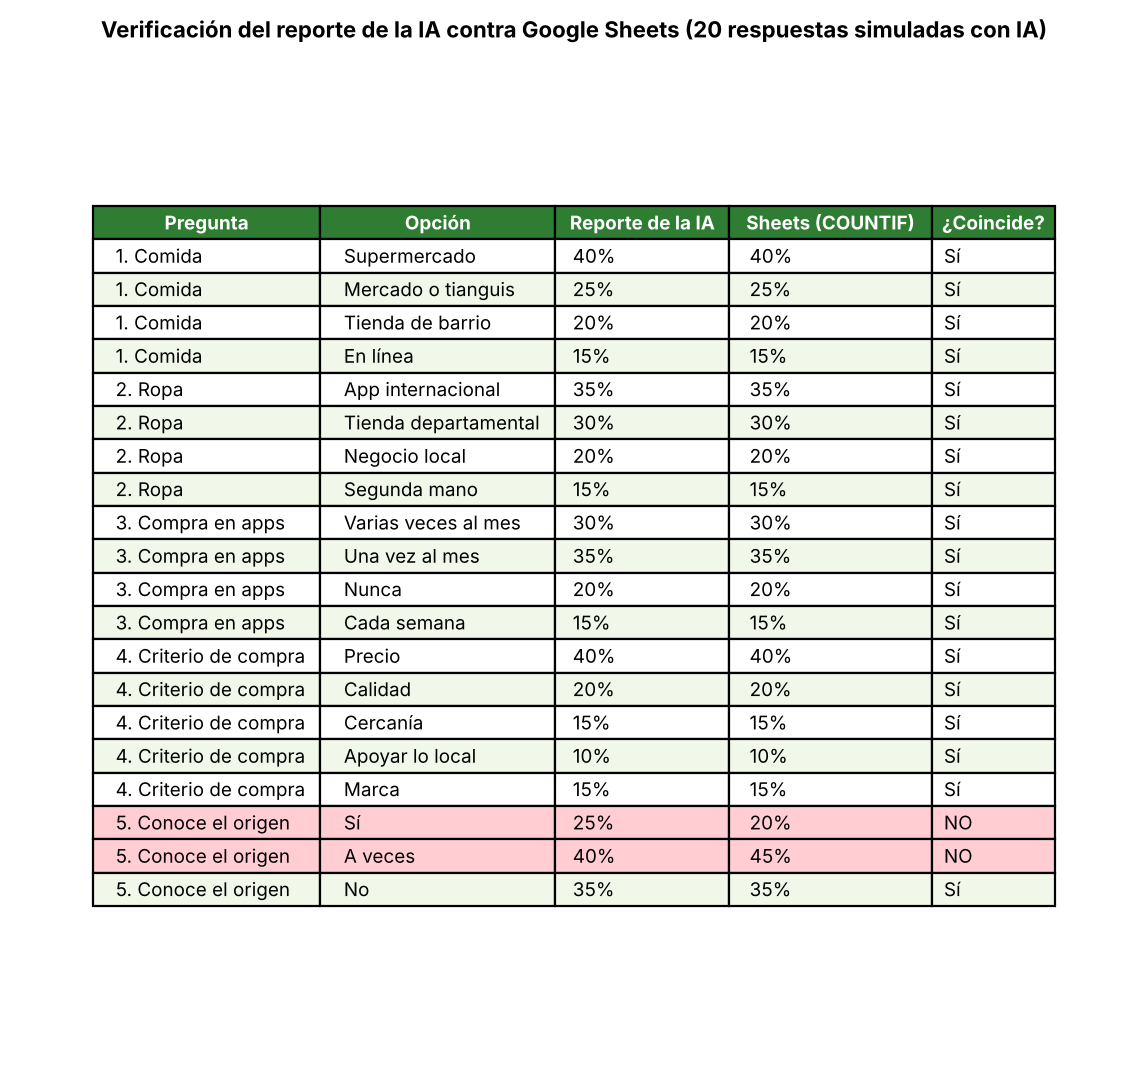 Verificación del reporte de la IA contra Google Sheets (20 respuestas simuladas con IA)
Pregunta Opción Reporte de la IA Sheets (COUNTIF) ¿Coincide?
1. Comida Supermercado 40% 40% Sí
1. Comida Mercado o tianguis 25% 25% Sí
1. Comida Tienda de barrio 20% 20% Sí
1. Comida En línea 15% 15% Sí
2. Ropa App internacional 35% 35% Sí
2. Ropa Tienda departamental 30% 30% Sí
2. Ropa Negocio local 20% 20% Sí
2. Ropa Segunda mano 15% 15% Sí
3. Compra en apps Varias veces al mes 30% 30% Sí
3. Compra en apps Una vez al mes 35% 35% Sí
3. Compra en apps Nunca 20% 20% Sí
3. Compra en apps Cada semana 15% 15% Sí
4. Criterio de compra Precio 40% 40% Sí
4. Criterio de compra Calidad 20% 20% Sí
4. Criterio de compra Cercanía 15% 15% Sí
4. Criterio de compra Apoyar lo local 10% 10% Sí
4. Criterio de compra Marca 15% 15% Sí
5. Conoce el origen Sí 25% 20% NO
5. Conoce el origen A veces 40% 45% NO
5. Conoce el origen No 35% 35% Sí